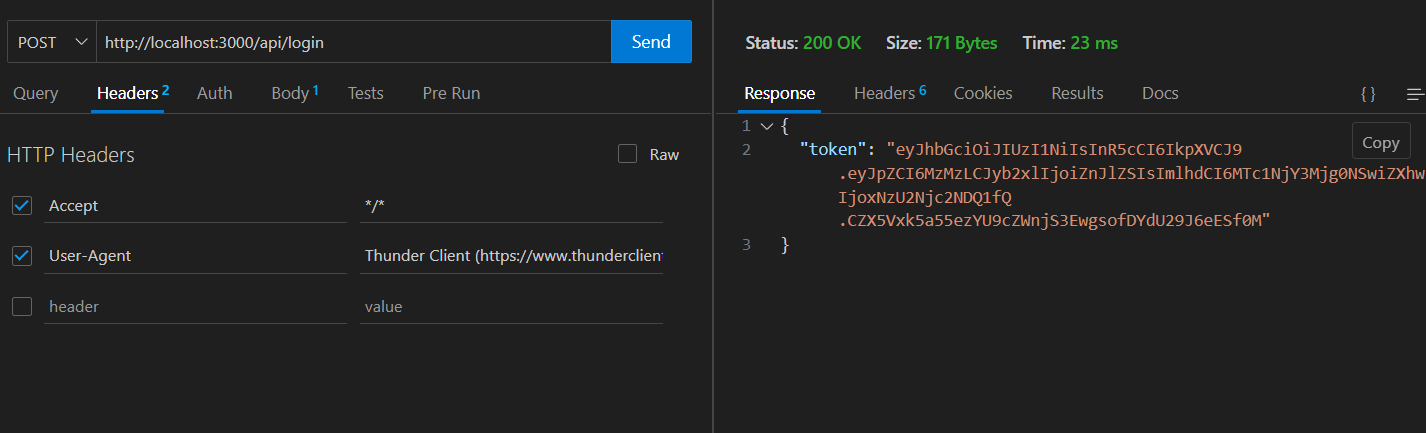 POST http://localhost:3000/api/login Send
Query Headers 2 Auth Body 1 Tests Pre Run
HTTP Headers Raw
Accept */*
User-Agent Thunder Client (https://www.thunderclient
header value
Status: 200 OK Size: 171 Bytes Time: 23 ms
Response Headers 6 Cookies Results Docs { }
Copy
1 {
2 "token": "eyJhbGciOiJIUzI1NiIsInR5cCI6IkpXVCJ9
.eyJpZCI6MzMzLCJyb2xlIjoiZnJlZSIsImlhdCI6MTc1NjY3Mjg0NSwiZXhw
IjoxNzU2Njc2NDQ1fQ
.CZX5Vxk5a55ezYU9cZWnjS3EwgsofDYdU29J6eESf0M"
3 }